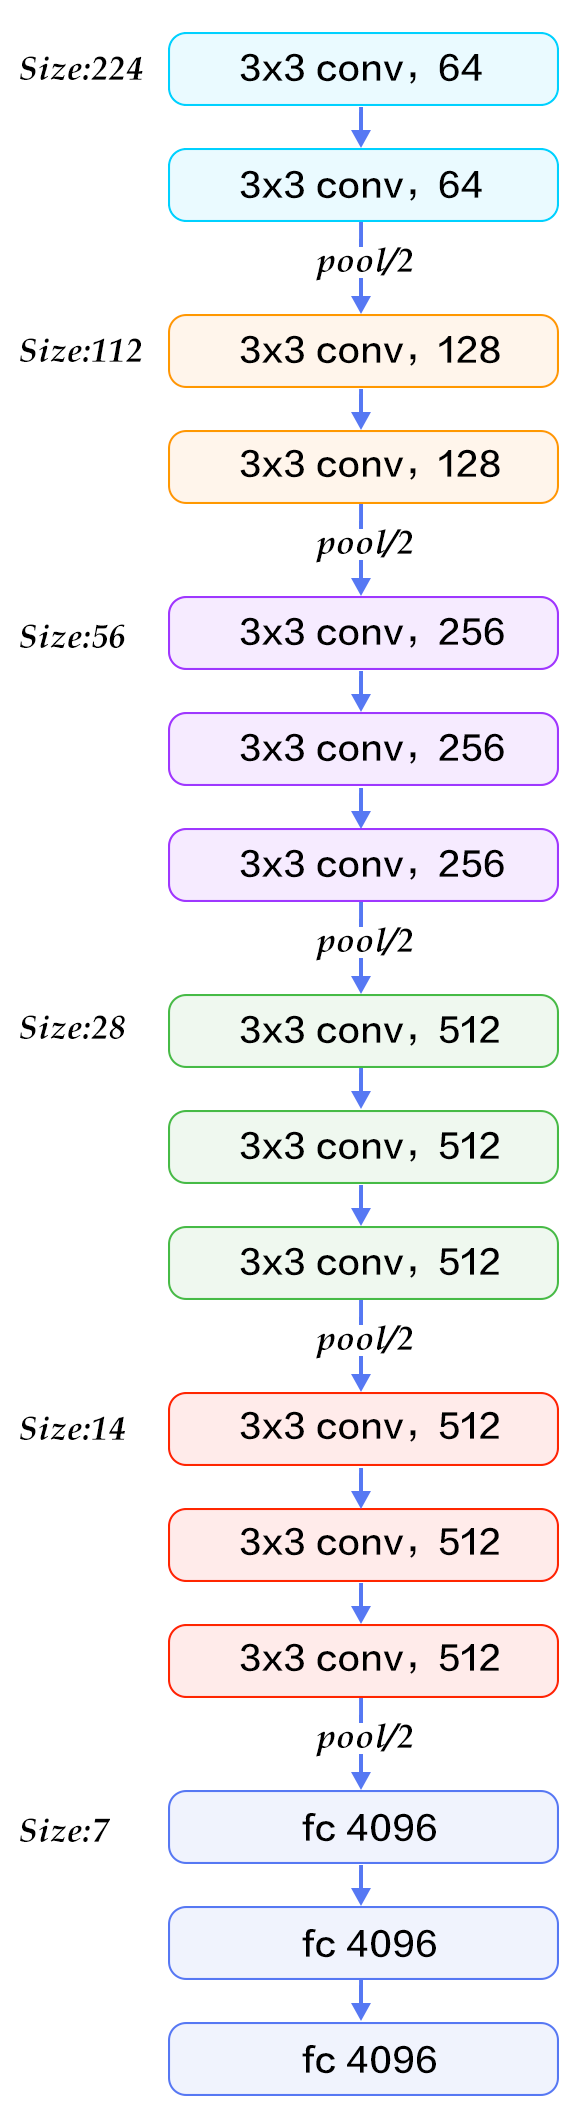 Size:224
3x3 conv, 64
3x3 conv, 64
pool/2
Size:112
3x3 conv, 128
3x3 conv, 128
pool/2
Size:56
3x3 conv, 256
3x3 conv, 256
3x3 conv, 256
pool/2
Size:28
3x3 conv, 512
3x3 conv, 512
3x3 conv, 512
pool/2
Size:14
3x3 conv, 512
3x3 conv, 512
3x3 conv, 512
pool/2
Size:7
fc 4096
fc 4096
fc 4096